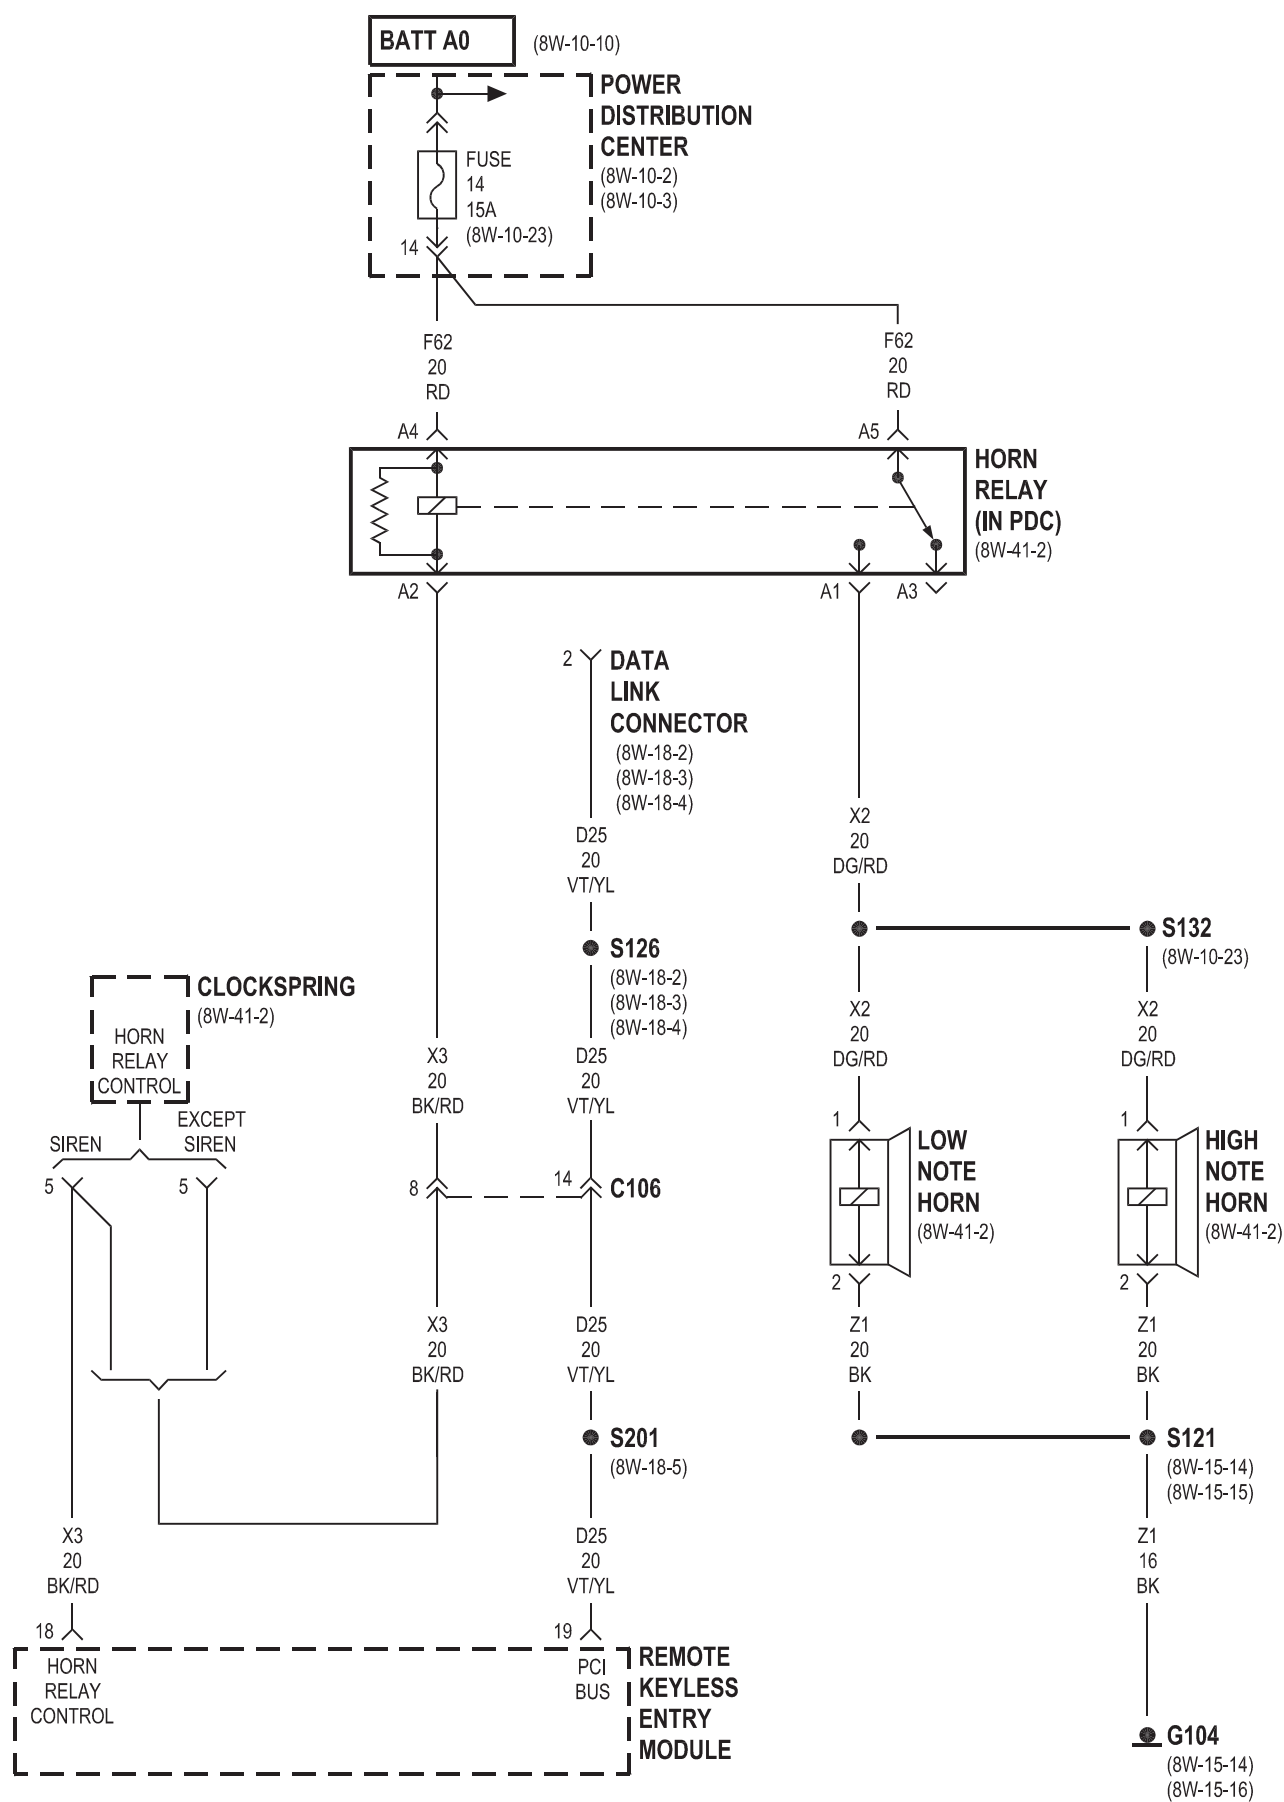 BATT A0
(8W-10-10)
POWER
DISTRIBUTION
CENTER
(8W-10-2)
(8W-10-3)
FUSE
14
15A
(8W-10-23)
14
F62
20
RD
F62
20
RD
A4
A5
HORN
RELAY
(IN PDC)
(8W-41-2)
A2
A1
A3
2
DATA
LINK
CONNECTOR
(8W-18-2)
(8W-18-3)
(8W-18-4)
D25
20
VT/YL
X2
20
DG/RD
S126
(8W-18-2)
(8W-18-3)
(8W-18-4)
S132
(8W-10-23)
CLOCKSPRING
(8W-41-2)
HORN
RELAY
CONTROL
X3
20
BK/RD
D25
20
VT/YL
X2
20
DG/RD
X2
20
DG/RD
SIREN
EXCEPT
SIREN
5
5
8
14
C106
1
LOW
NOTE
HORN
(8W-41-2)
2
1
HIGH
NOTE
HORN
(8W-41-2)
2
X3
20
BK/RD
D25
20
VT/YL
Z1
20
BK
Z1
20
BK
S201
(8W-18-5)
S121
(8W-15-14)
(8W-15-15)
X3
20
BK/RD
D25
20
VT/YL
Z1
16
BK
18
19
HORN
RELAY
CONTROL
PCI
BUS
REMOTE
KEYLESS
ENTRY
MODULE
G104
(8W-15-14)
(8W-15-16)